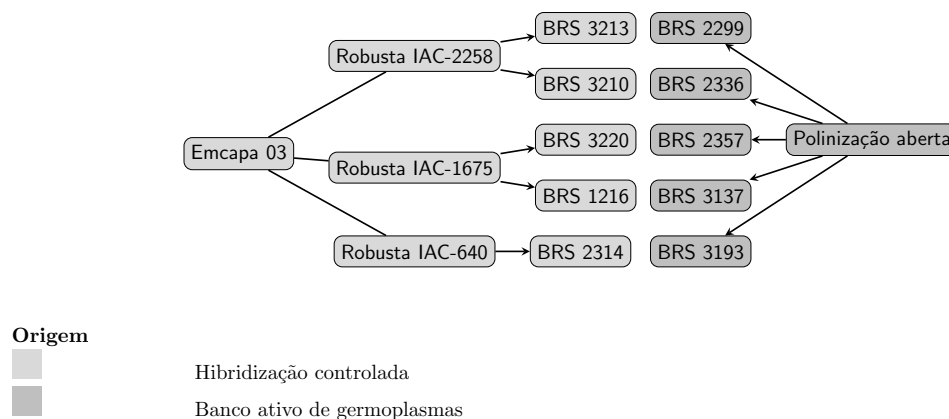 BRS 3213
BRS 2299
Robusta IAC-2258
BRS 3210
BRS 2336
Emcapa 03
BRS 3220
BRS 2357
Polinização aberta
Robusta IAC-1675
BRS 1216
BRS 3137
Robusta IAC-640
BRS 2314
BRS 3193
Origem
Hibridização controlada
Banco ativo de germoplasmas